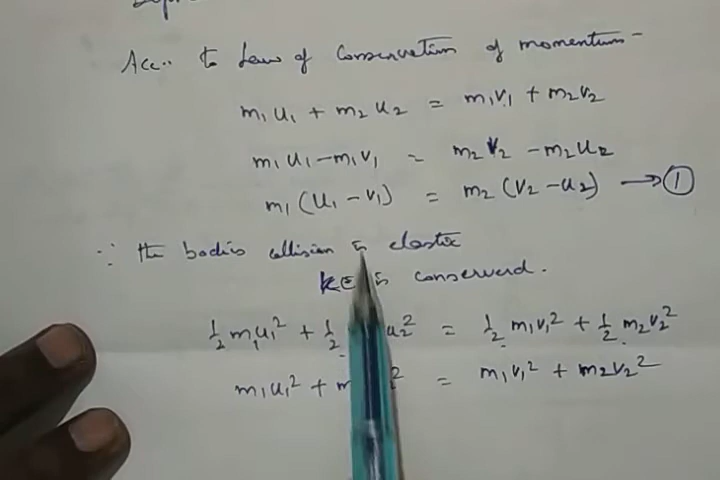 Acc.. to Law of Conservation of momentum-
m₁u₁ + m₂u₂ = m₁v₁ + m₂v₂
m₁u₁-m₁v₁ = m₂v₂ -m₂u₂
m₁(u₁-v₁) = m₂(v₂-u₂) → ①
∵ the bodies collision is elastic
KE is conserved.
½m₁u₁² + ½ u₂² = ½m₁v₁² + ½m₂v₂²
m₁u₁² + m ₂² = m₁v₁² + m₂v₂²